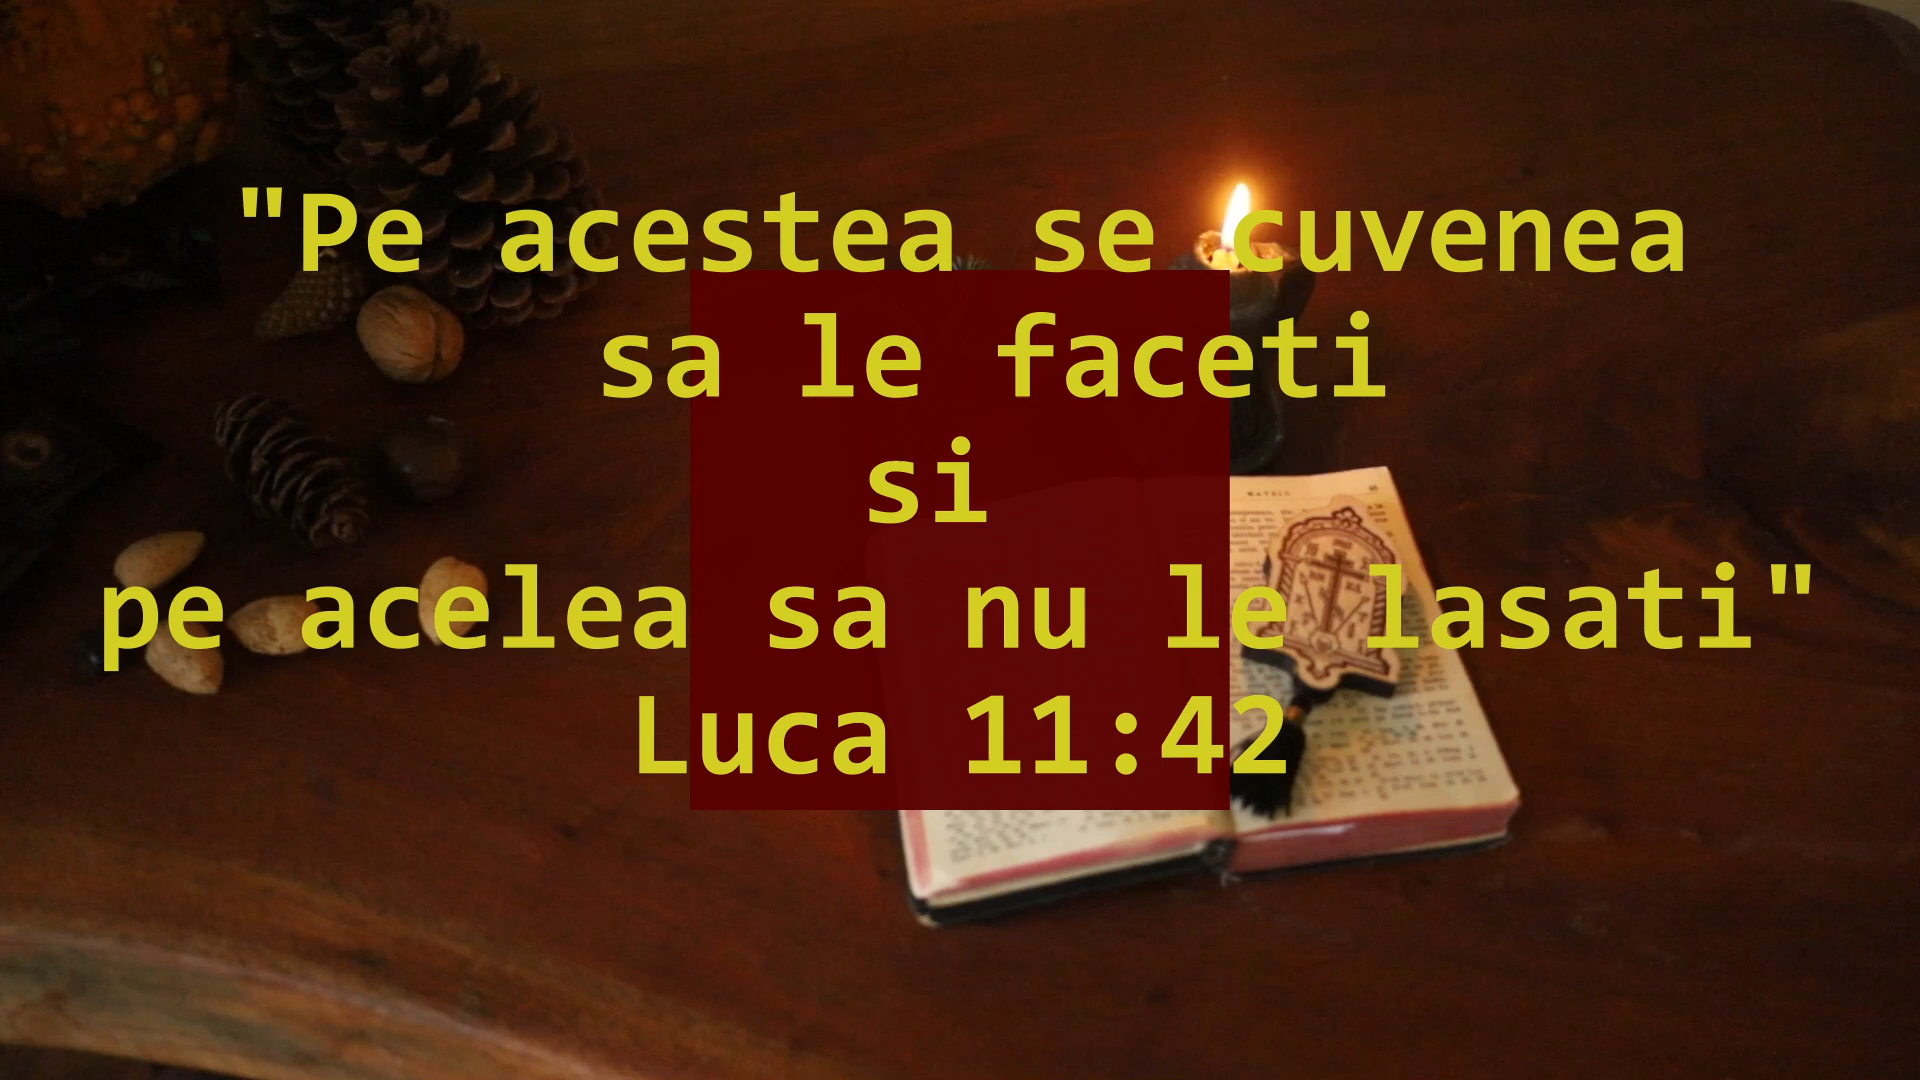 "Pe acestea se cuvenea
sa le faceti
si
pe acelea sa nu le lasati"
Luca 11:42